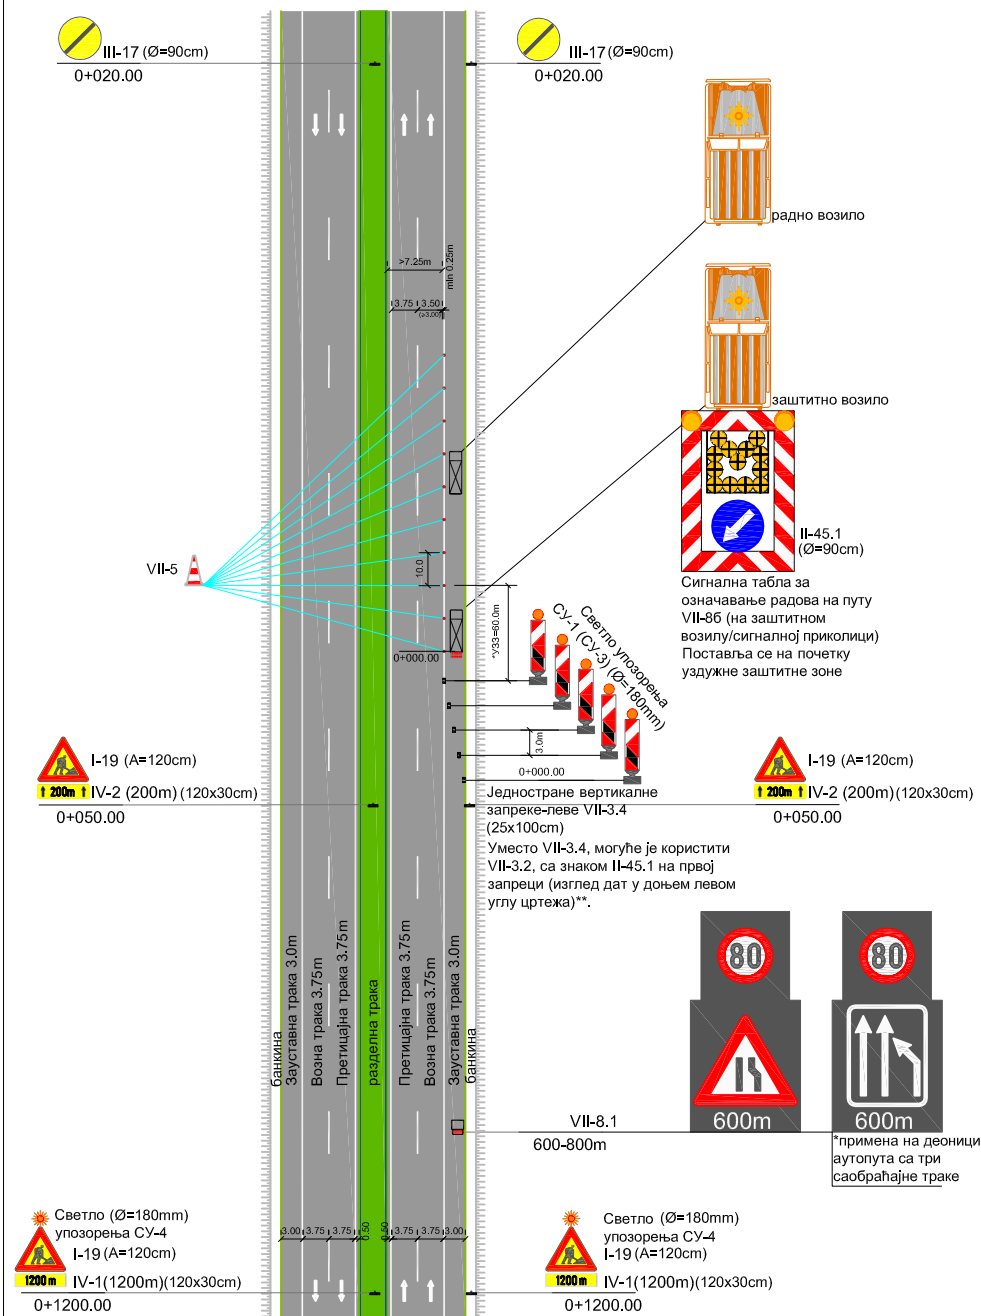 III-17 (Ø=90cm)
0+020.00
III-17 (Ø=90cm)
0+020.00
радно возило
>7.25m
min 0.25m
3.75
3.50
(≥3.00)
заштитно возило
II-45.1
(Ø=90cm)
VII-5
10.0
*УЗЗ=60.0m
0+000.00
Светло упозорења
СУ-1 (СУ-3) (Ø=180mm)
3.0m
0+000.00
Сигнална табла за
означавање радова на путу
VII-8б (на заштитном
возилу/сигналној приколици)
Поставља се на почетку
уздужне заштитне зоне
I-19 (A=120cm)
200m
IV-2 (200m) (120x30cm)
0+050.00
I-19 (A=120cm)
200m
IV-2 (200m) (120x30cm)
0+050.00
Једностране вертикалне
запреке-леве VII-3.4
(25x100cm)
Уместо VII-3.4, могуће је користити
VII-3.2, са знаком II-45.1 на првој
запреци (изглед дат у доњем левом
углу цртежа)**.
банкина
Зауставна трака 3.0m
Возна трака 3.75m
Претицајна трака 3.75m
разделна трака
Претицајна трака 3.75m
Возна трака 3.75m
Зауставна трака 3.0m
банкина
80
600m
80
600m
VII-8.1
600-800m
*примена на деоници
аутопута са три
саобраћајне траке
3.00
3.75
3.75
0.50
0.50
3.75
3.75
3.00
Светло (Ø=180mm)
упозорења СУ-4
I-19 (A=120cm)
1200m
IV-1(1200m)(120x30cm)
0+1200.00
Светло (Ø=180mm)
упозорења СУ-4
I-19 (A=120cm)
1200m
IV-1(1200m)(120x30cm)
0+1200.00